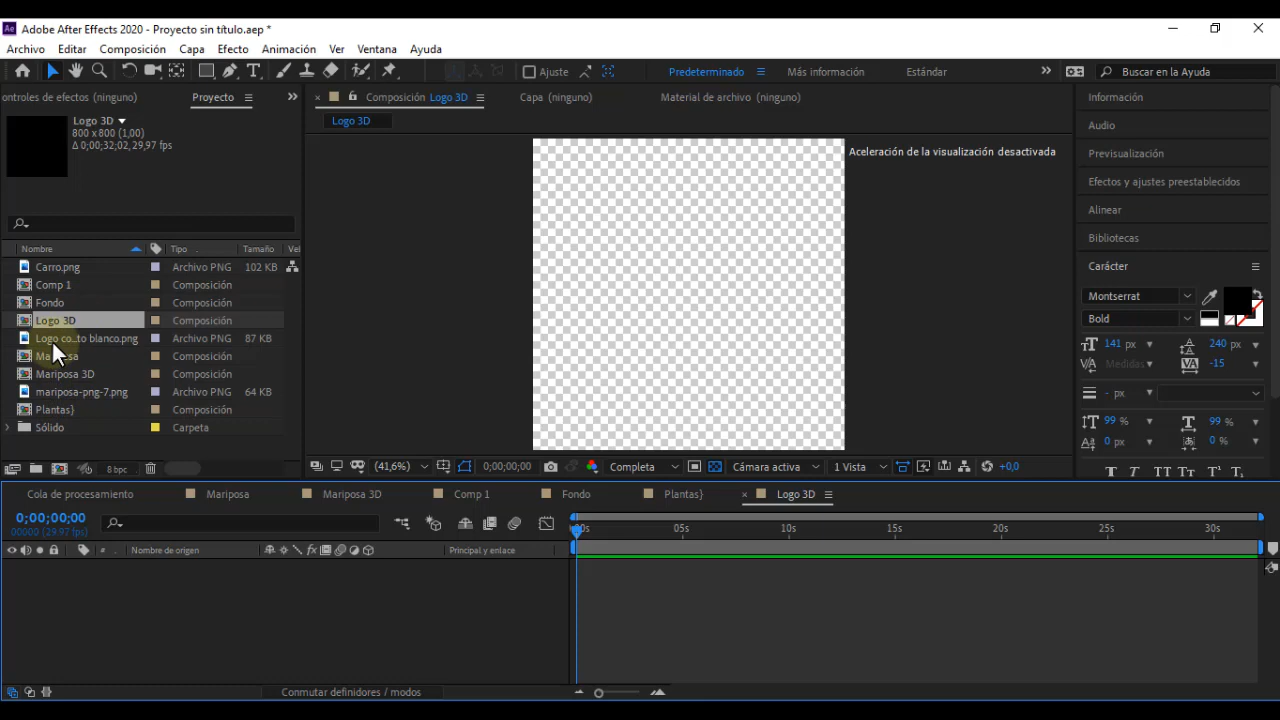 Adobe After Effects 2020 - Proyecto sin título.aep *
Archivo Editar Composición Capa Efecto Animación Ver Ventana Ayuda
Ajuste Predeterminado Más información Estándar Buscar en la Ayuda
ontroles de efectos (ninguno) Proyecto
Composición Logo 3D Capa (ninguno) Material de archivo (ninguno)
Logo 3D
Logo 3D
800 x 800 (1,00)
Δ 0;00;32;02, 29,97 fps
Aceleración de la visualización desactivada
Nombre Tipo Tamaño Vel
Carro.png Archivo PNG 102 KB
Comp 1 Composición
Fondo Composición
Logo 3D Composición
Logo co..to blanco.png Archivo PNG 87 KB
Composición
Mariposa 3D Composición
mariposa-png-7.png Archivo PNG 64 KB
Plantas} Composición
Sólido Carpeta
8 bpc
(41,6%) 0;00;00;00 Completa Cámara activa 1 Vista +0,0
Información
Audio
Previsualización
Efectos y ajustes preestablecidos
Alinear
Bibliotecas
Carácter
Montserrat
Bold
141 px 240 px
Medidas -15
- px
99 % 99 %
0 px 0 %
Cola de procesamiento Mariposa Mariposa 3D Comp 1 Fondo Plantas} Logo 3D
0;00;00;00
00000 (29.97 fps)
05s 10s 15s 20s 25s 30s
# Nombre de origen Principal y enlace
Conmutar definidores / modos